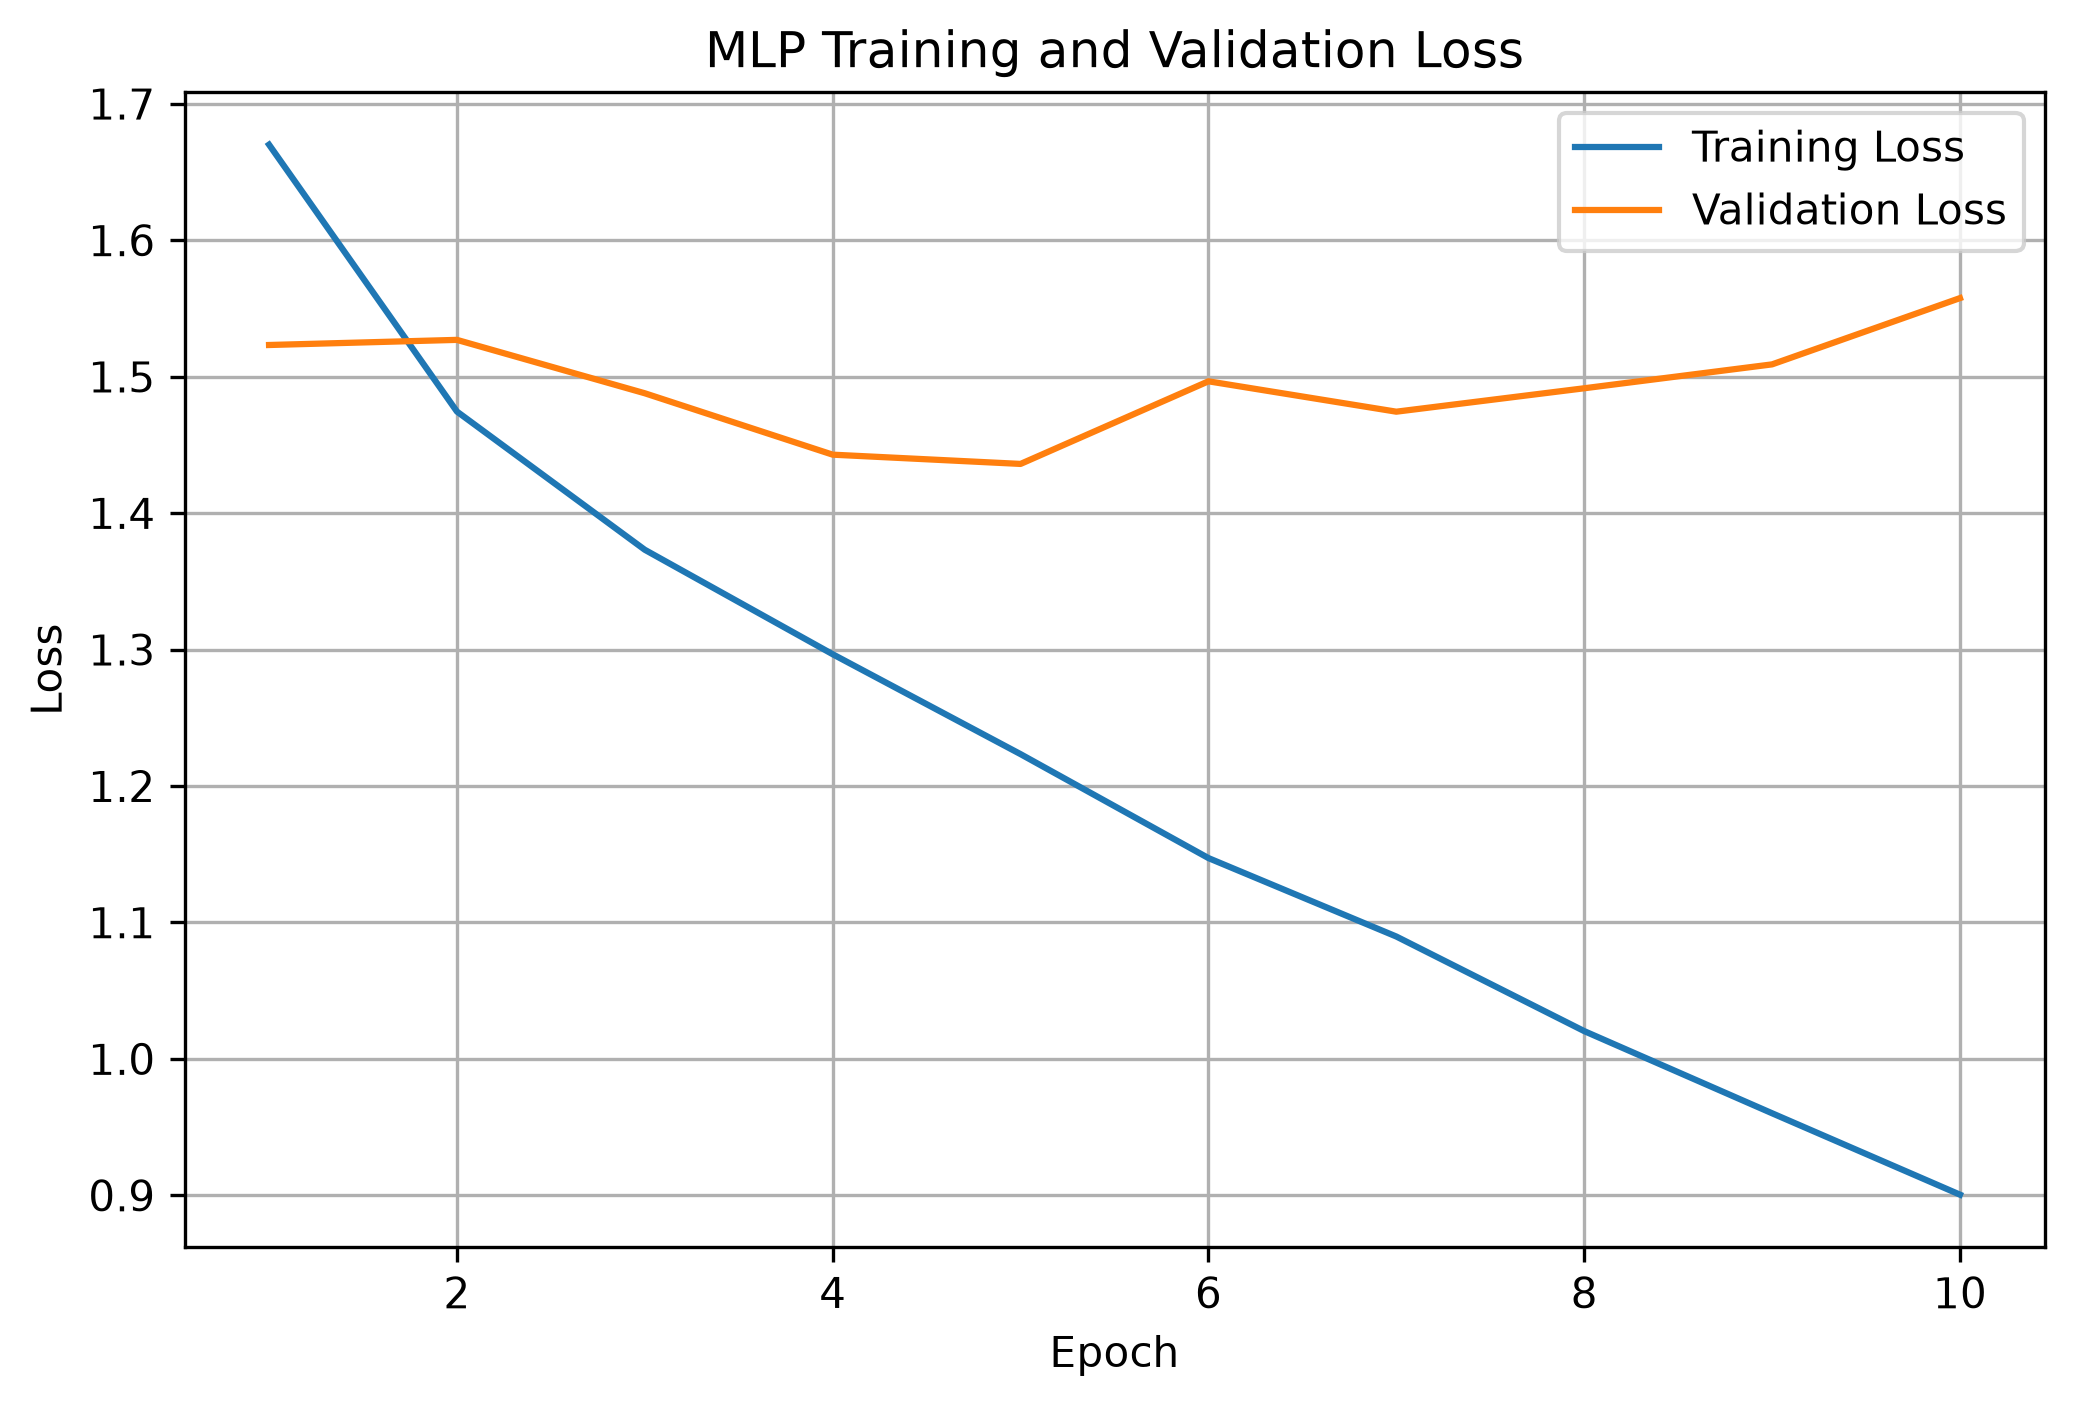 MLP Training and Validation Loss
1.7
1.6
1.5
1.4
1.3
1.2
1.1
1.0
0.9
Loss
Training Loss
Validation Loss
2 4 6 8 10
Epoch